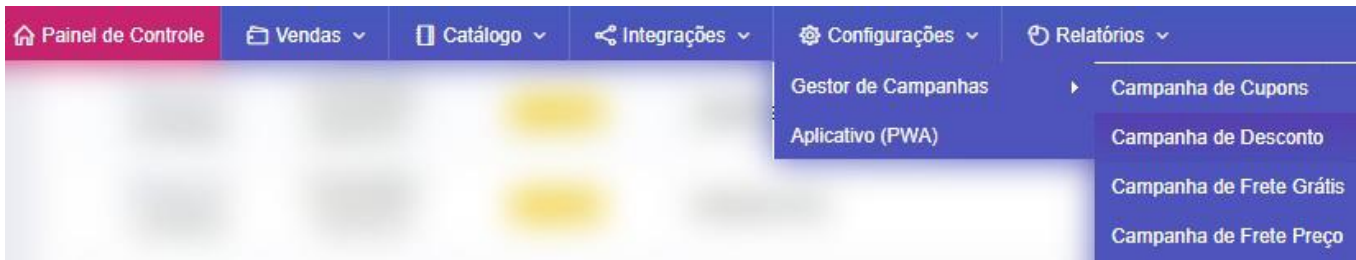 Painel de Controle Vendas Catálogo Integrações Configurações Relatórios
Gestor de Campanhas Campanha de Cupons
Aplicativo (PWA) Campanha de Desconto
Campanha de Frete Grátis
Campanha de Frete Preço